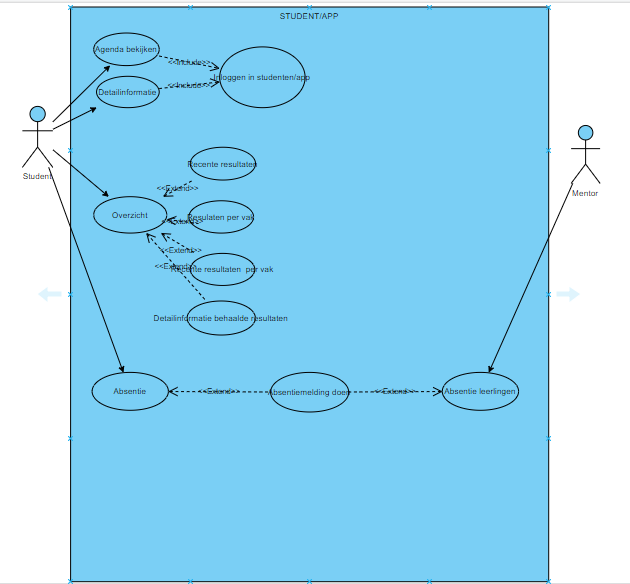 STUDENT/APP
Agenda bekijken
<<Include>>
Inloggen in studenten/app
Detailinformatie
<<Include>>
Student
Mentor
Recente resultaten
<<Extend>>
Overzicht
<<Extend>>
Resulaten per vak
<<Extend>>
<<Extend>>
Recente resultaten per vak
Detailinformatie behaalde resultaten
Absentie
<<Extend>>
Absentiemelding doen
<<Extend>>
Absentie leerlingen